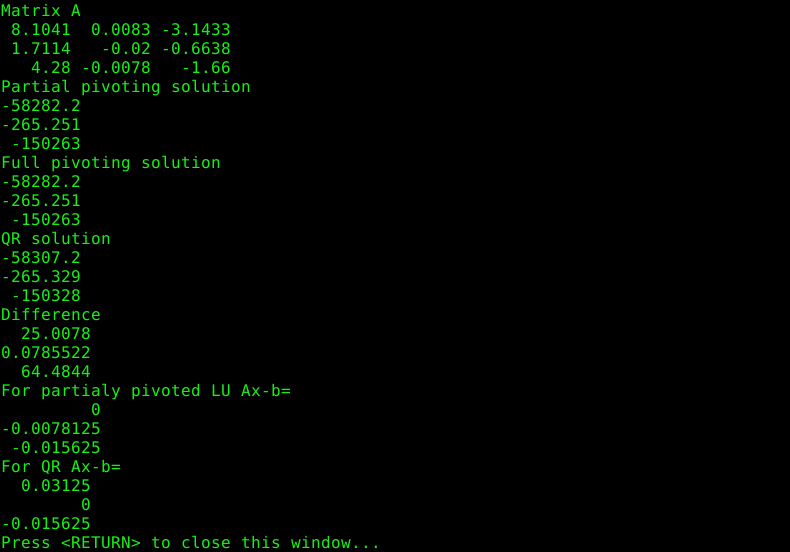 Matrix A
 8.1041  0.0083 -3.1433
 1.7114   -0.02 -0.6638
   4.28 -0.0078   -1.66
Partial pivoting solution
-58282.2
-265.251
 -150263
Full pivoting solution
-58282.2
-265.251
 -150263
QR solution
-58307.2
-265.329
 -150328
Difference
  25.0078
0.0785522
  64.4844
For partialy pivoted LU Ax-b=
         0
-0.0078125
 -0.015625
For QR Ax-b=
  0.03125
        0
-0.015625
Press <RETURN> to close this window...